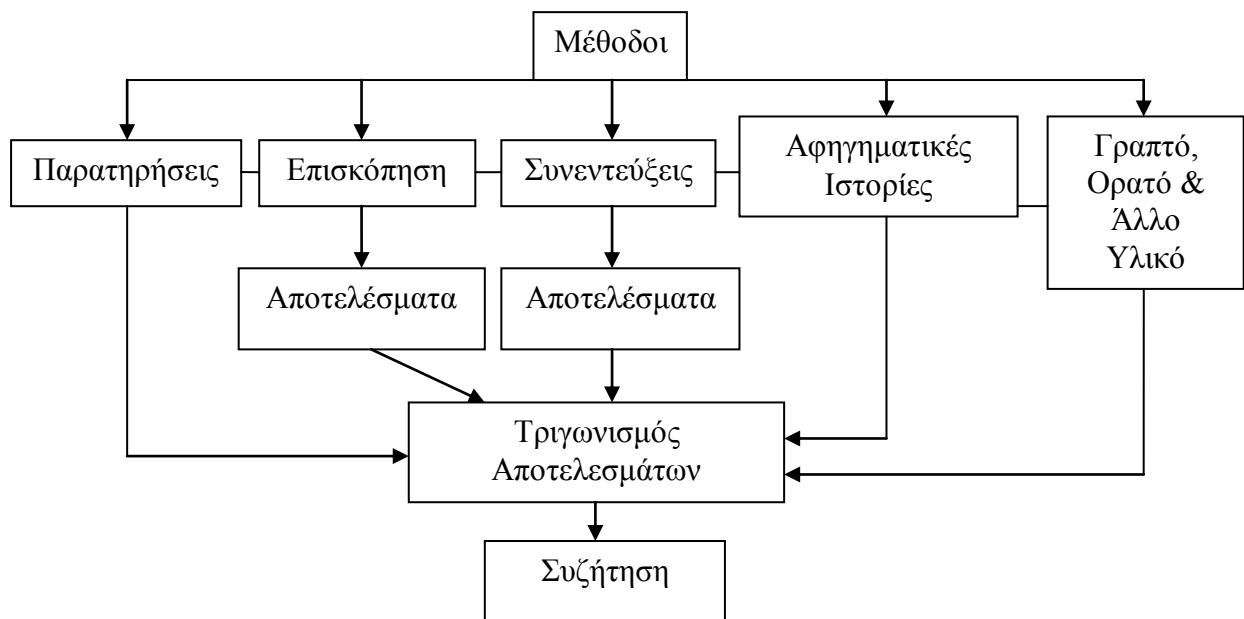 Μέθοδοι
Παρατηρήσεις
Επισκόπηση
Συνεντεύξεις
Αφηγηματικές
Ιστορίες
Γραπτό,
Ορατό &
Άλλο
Υλικό
Αποτελέσματα
Αποτελέσματα
Τριγωνισμός
Αποτελεσμάτων
Συζήτηση